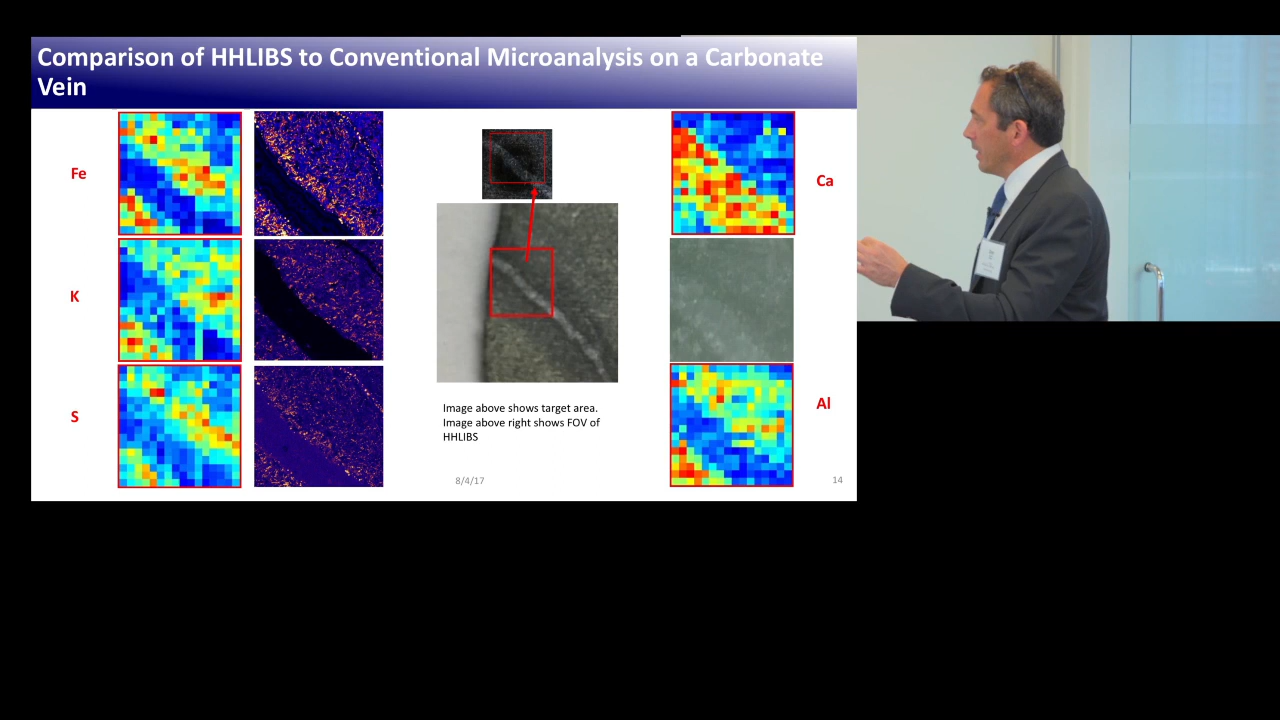 Comparison of HHLIBS to Conventional Microanalysis on a Carbonate
Vein
Fe
Ca
K
S
Al
Image above shows target area.
Image above right shows FOV of
HHLIBS
8/4/17
14